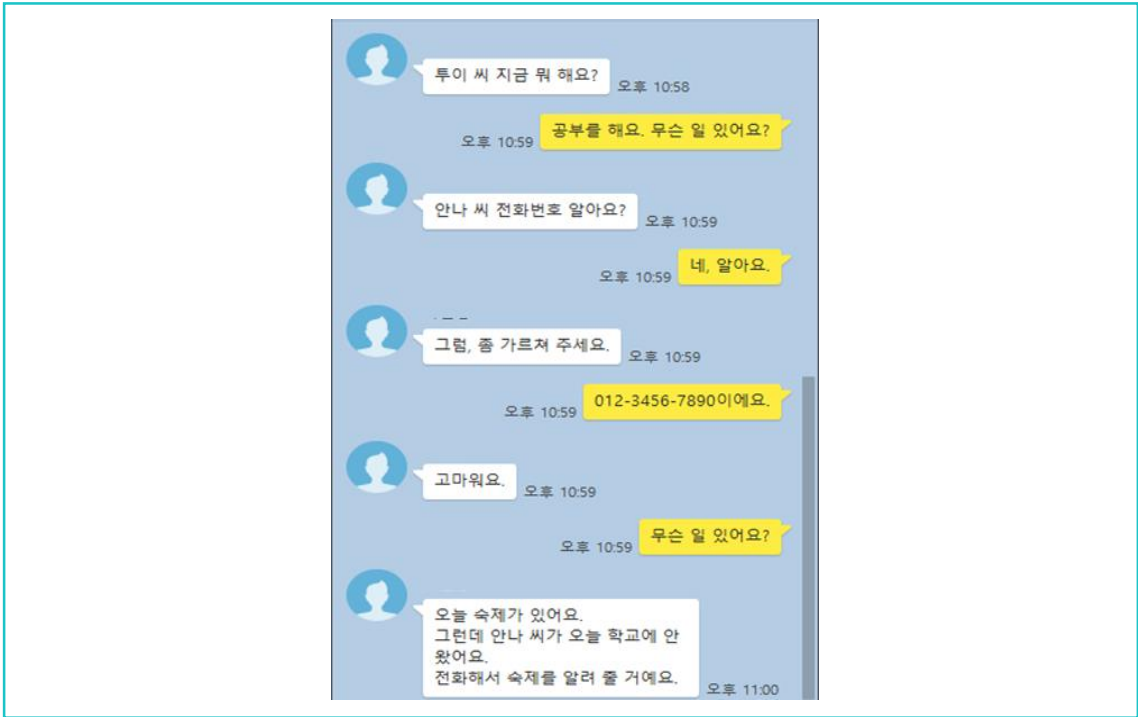 투이 씨 지금 뭐 해요?
오후 10:58
공부를 해요. 무슨 일 있어요?
오후 10:59
안나 씨 전화번호 알아요?
오후 10:59
네, 알아요.
오후 10:59
그럼, 좀 가르쳐 주세요.
오후 10:59
012-3456-7890이에요.
오후 10:59
고마워요.
오후 10:59
무슨 일 있어요?
오후 10:59
오늘 숙제가 있어요.
그런데 안나 씨가 오늘 학교에 안
왔어요.
전화해서 숙제를 알려 줄 거예요.
오후 11:00